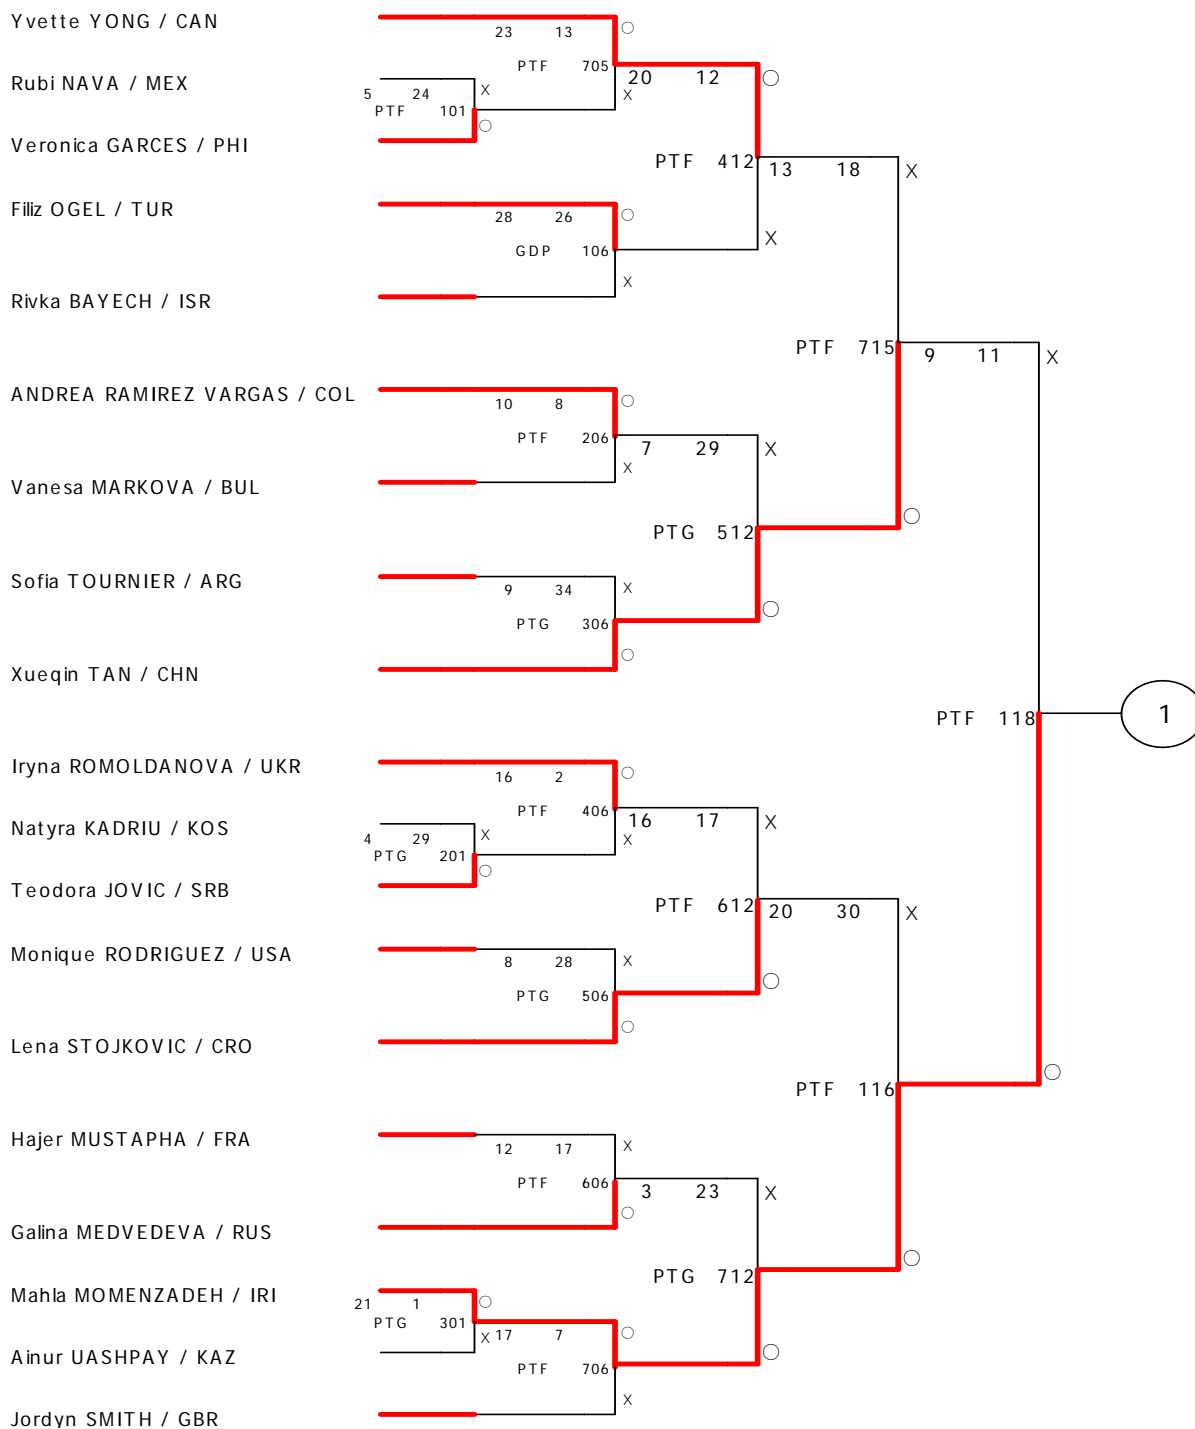 Yvette YONG / CAN
23 13 ○
PTF 705
20 12 ○
Rubi NAVA / MEX
5 24 X
X
PTF 101
○
Veronica GARCES / PHI
PTF 412
13 18 X
Filiz OGEL / TUR
28 26 ○
X
GDP 106
X
Rivka BAYECH / ISR
PTF 715
9 11 X
ANDREA RAMIREZ VARGAS / COL
10 8 ○
PTF 206
7 29 X
X
Vanesa MARKOVA / BUL
○
PTG 512
Sofia TOURNIER / ARG
9 34 X
○
PTG 306
○
Xueqin TAN / CHN
PTF 118
1
Iryna ROMOLDANOVA / UKR
16 2 ○
PTF 406
16 17 X
Natyra KADRIU / KOS
4 29 X
X
PTG 201
○
Teodora JOVIC / SRB
PTF 612
20 30 X
Monique RODRIGUEZ / USA
8 28 X
○
PTG 506
○
Lena STOJKOVIC / CRO
○
PTF 116
Hajer MUSTAPHA / FRA
12 17 X
PTF 606
3 23 X
○
Galina MEDVEDEVA / RUS
○
PTG 712
Mahla MOMENZADEH / IRI
21 1 ○
PTG 301
X 17 7 ○
Ainur UASHPAY / KAZ
○
PTF 706
X
Jordyn SMITH / GBR